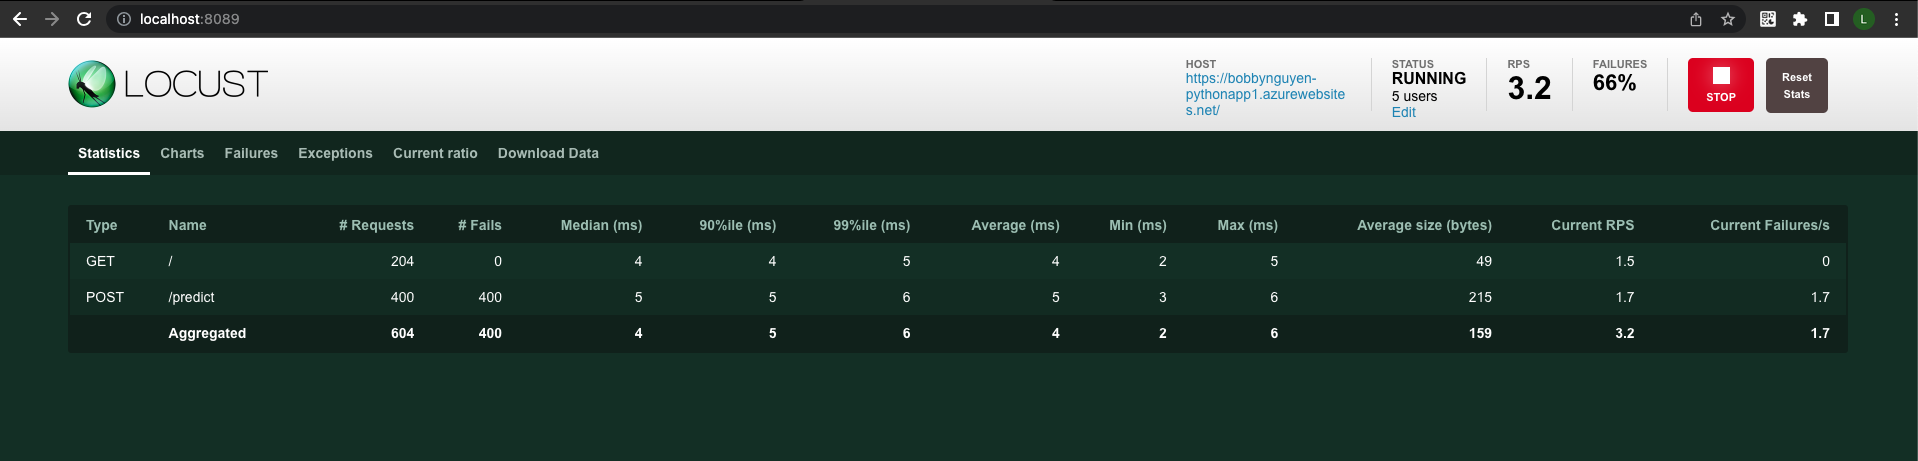 localhost:8089
L
LOCUST
HOST
https://bobbynguyen-
pythonapp1.azurewebsite
s.net/
STATUS
RUNNING
5 users
Edit
RPS
3.2
FAILURES
66%
STOP
Reset
Stats
Statistics Charts Failures Exceptions Current ratio Download Data
Type Name # Requests # Fails Median (ms) 90%ile (ms) 99%ile (ms) Average (ms) Min (ms) Max (ms) Average size (bytes) Current RPS Current Failures/s
GET / 204 0 4 4 5 4 2 5 49 1.5 0
POST /predict 400 400 5 5 6 5 3 6 215 1.7 1.7
Aggregated 604 400 4 5 6 4 2 6 159 3.2 1.7